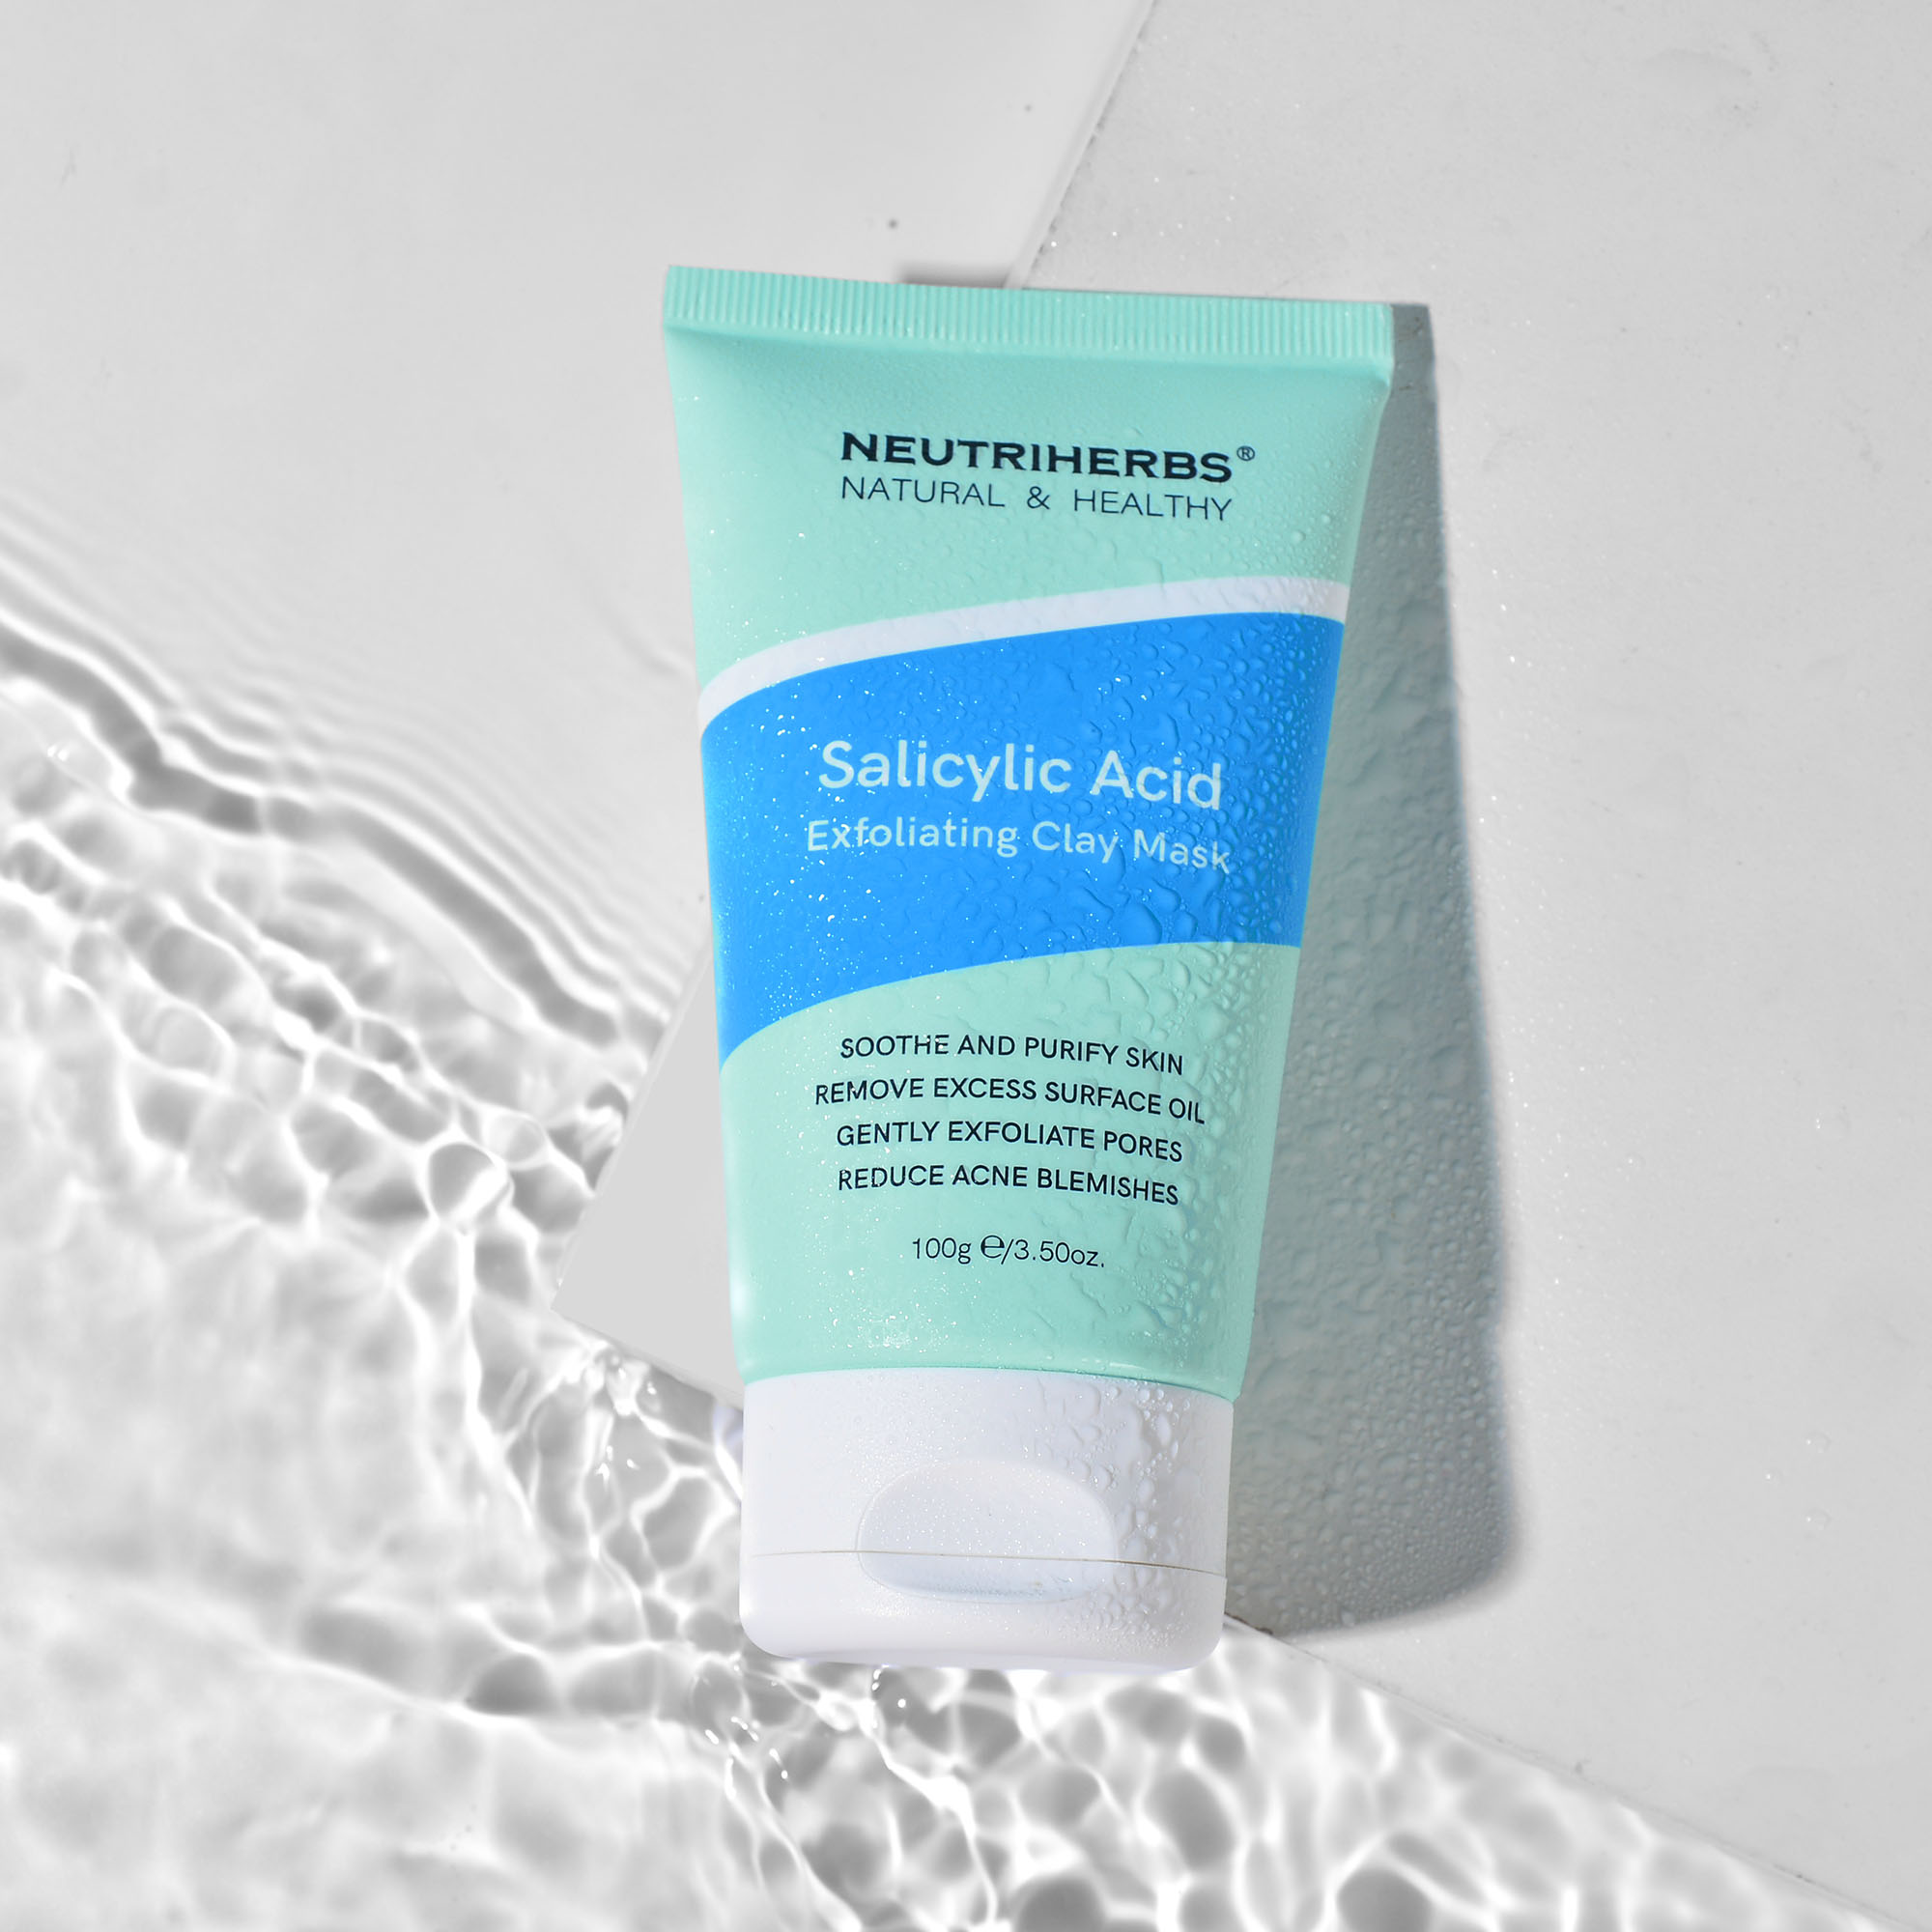 NEUTRIHERBS®
NATURAL & HEALTHY
Salicylic Acid
Exfoliating Clay Mask
SOOTHE AND PURIFY SKIN
REMOVE EXCESS SURFACE OIL
GENTLY EXFOLIATE PORES
REDUCE ACNE BLEMISHES
100g ℮/3.50oz.